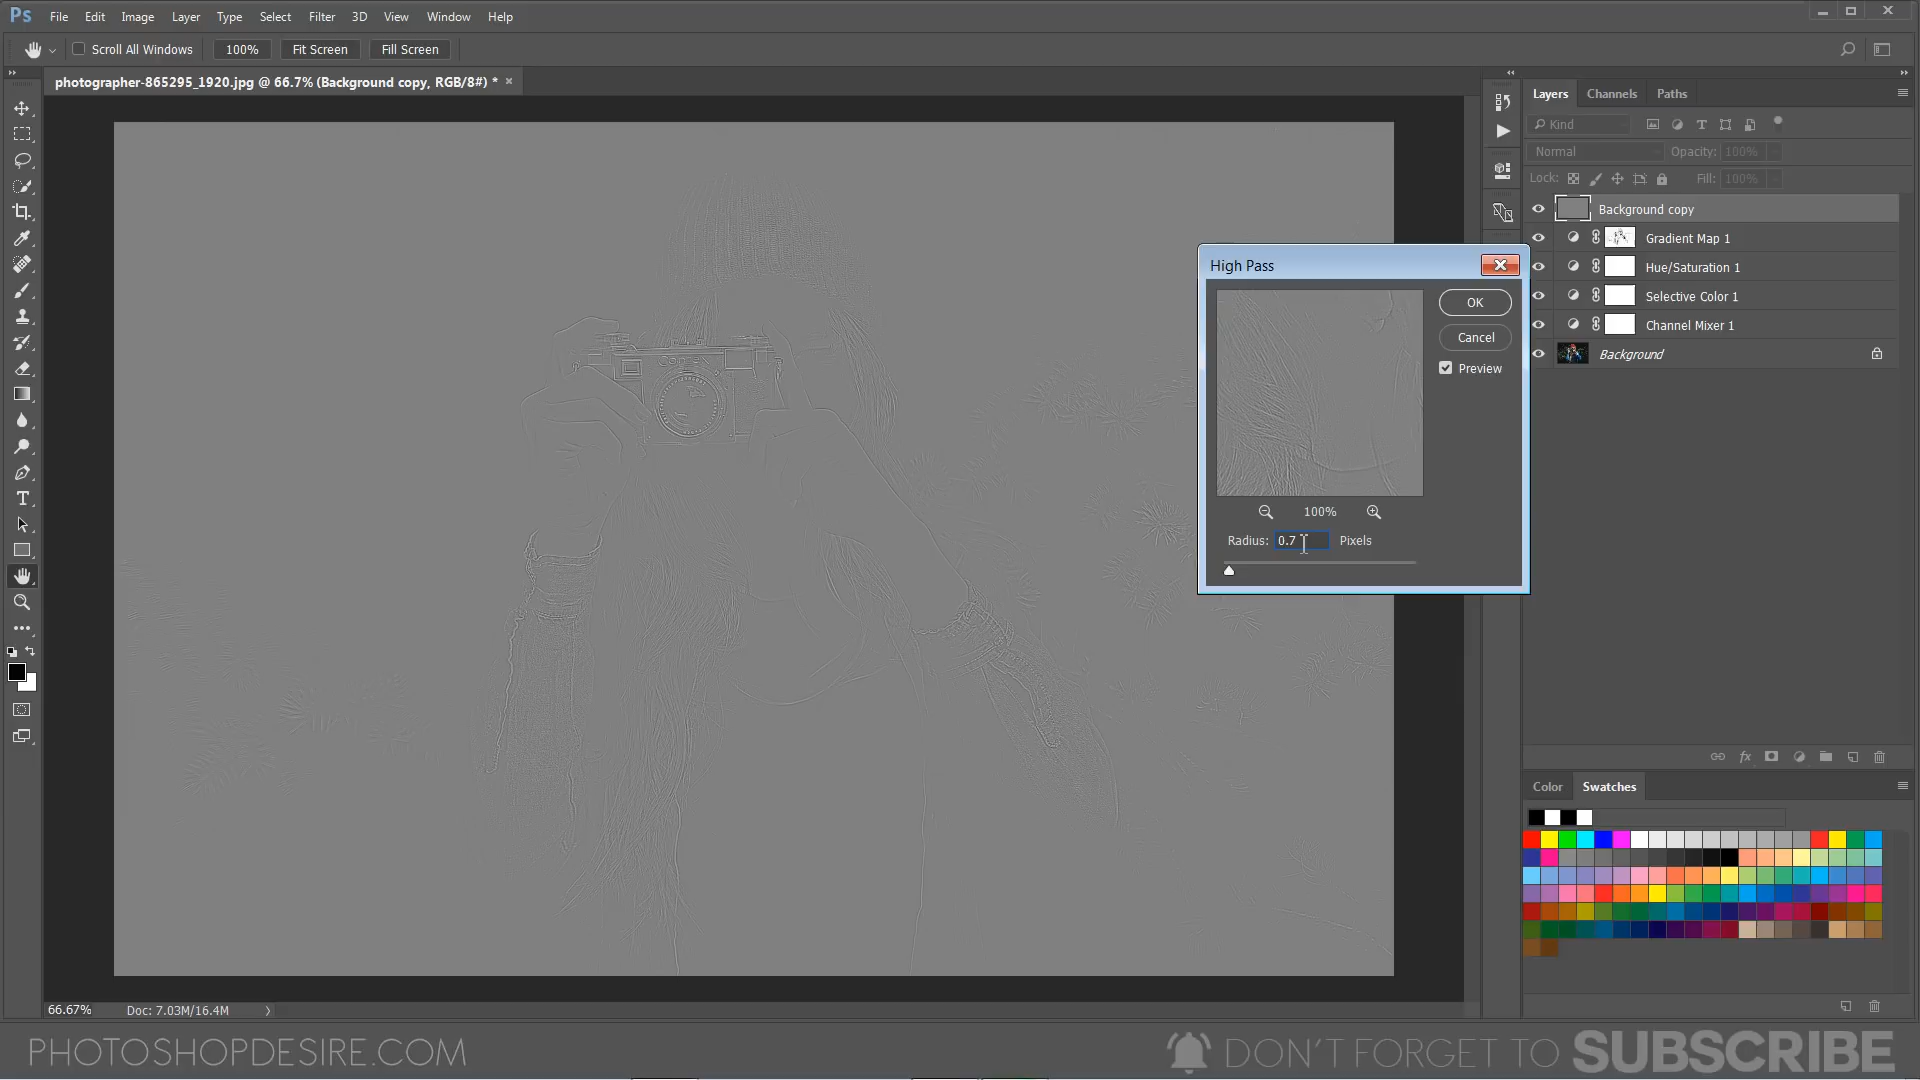 Ps File Edit Image Layer Type Select Filter 3D View Window Help
Scroll All Windows 100% Fit Screen Fill Screen
photographer-865295_1920.jpg @ 66.7% (Background copy, RGB/8#) * ×
Layers Channels Paths
Kind
Normal Opacity: 100%
Lock: Fill: 100%
Background copy
Gradient Map 1
Hue/Saturation 1
Selective Color 1
Channel Mixer 1
Background
High Pass
OK
Cancel
Preview
100%
Radius: 0.7 Pixels
Contax
Color Swatches
66.67% Doc: 7.03M/16.4M
PHOTOSHOPDESIRE.COM
DON'T FORGET TO SUBSCRIBE